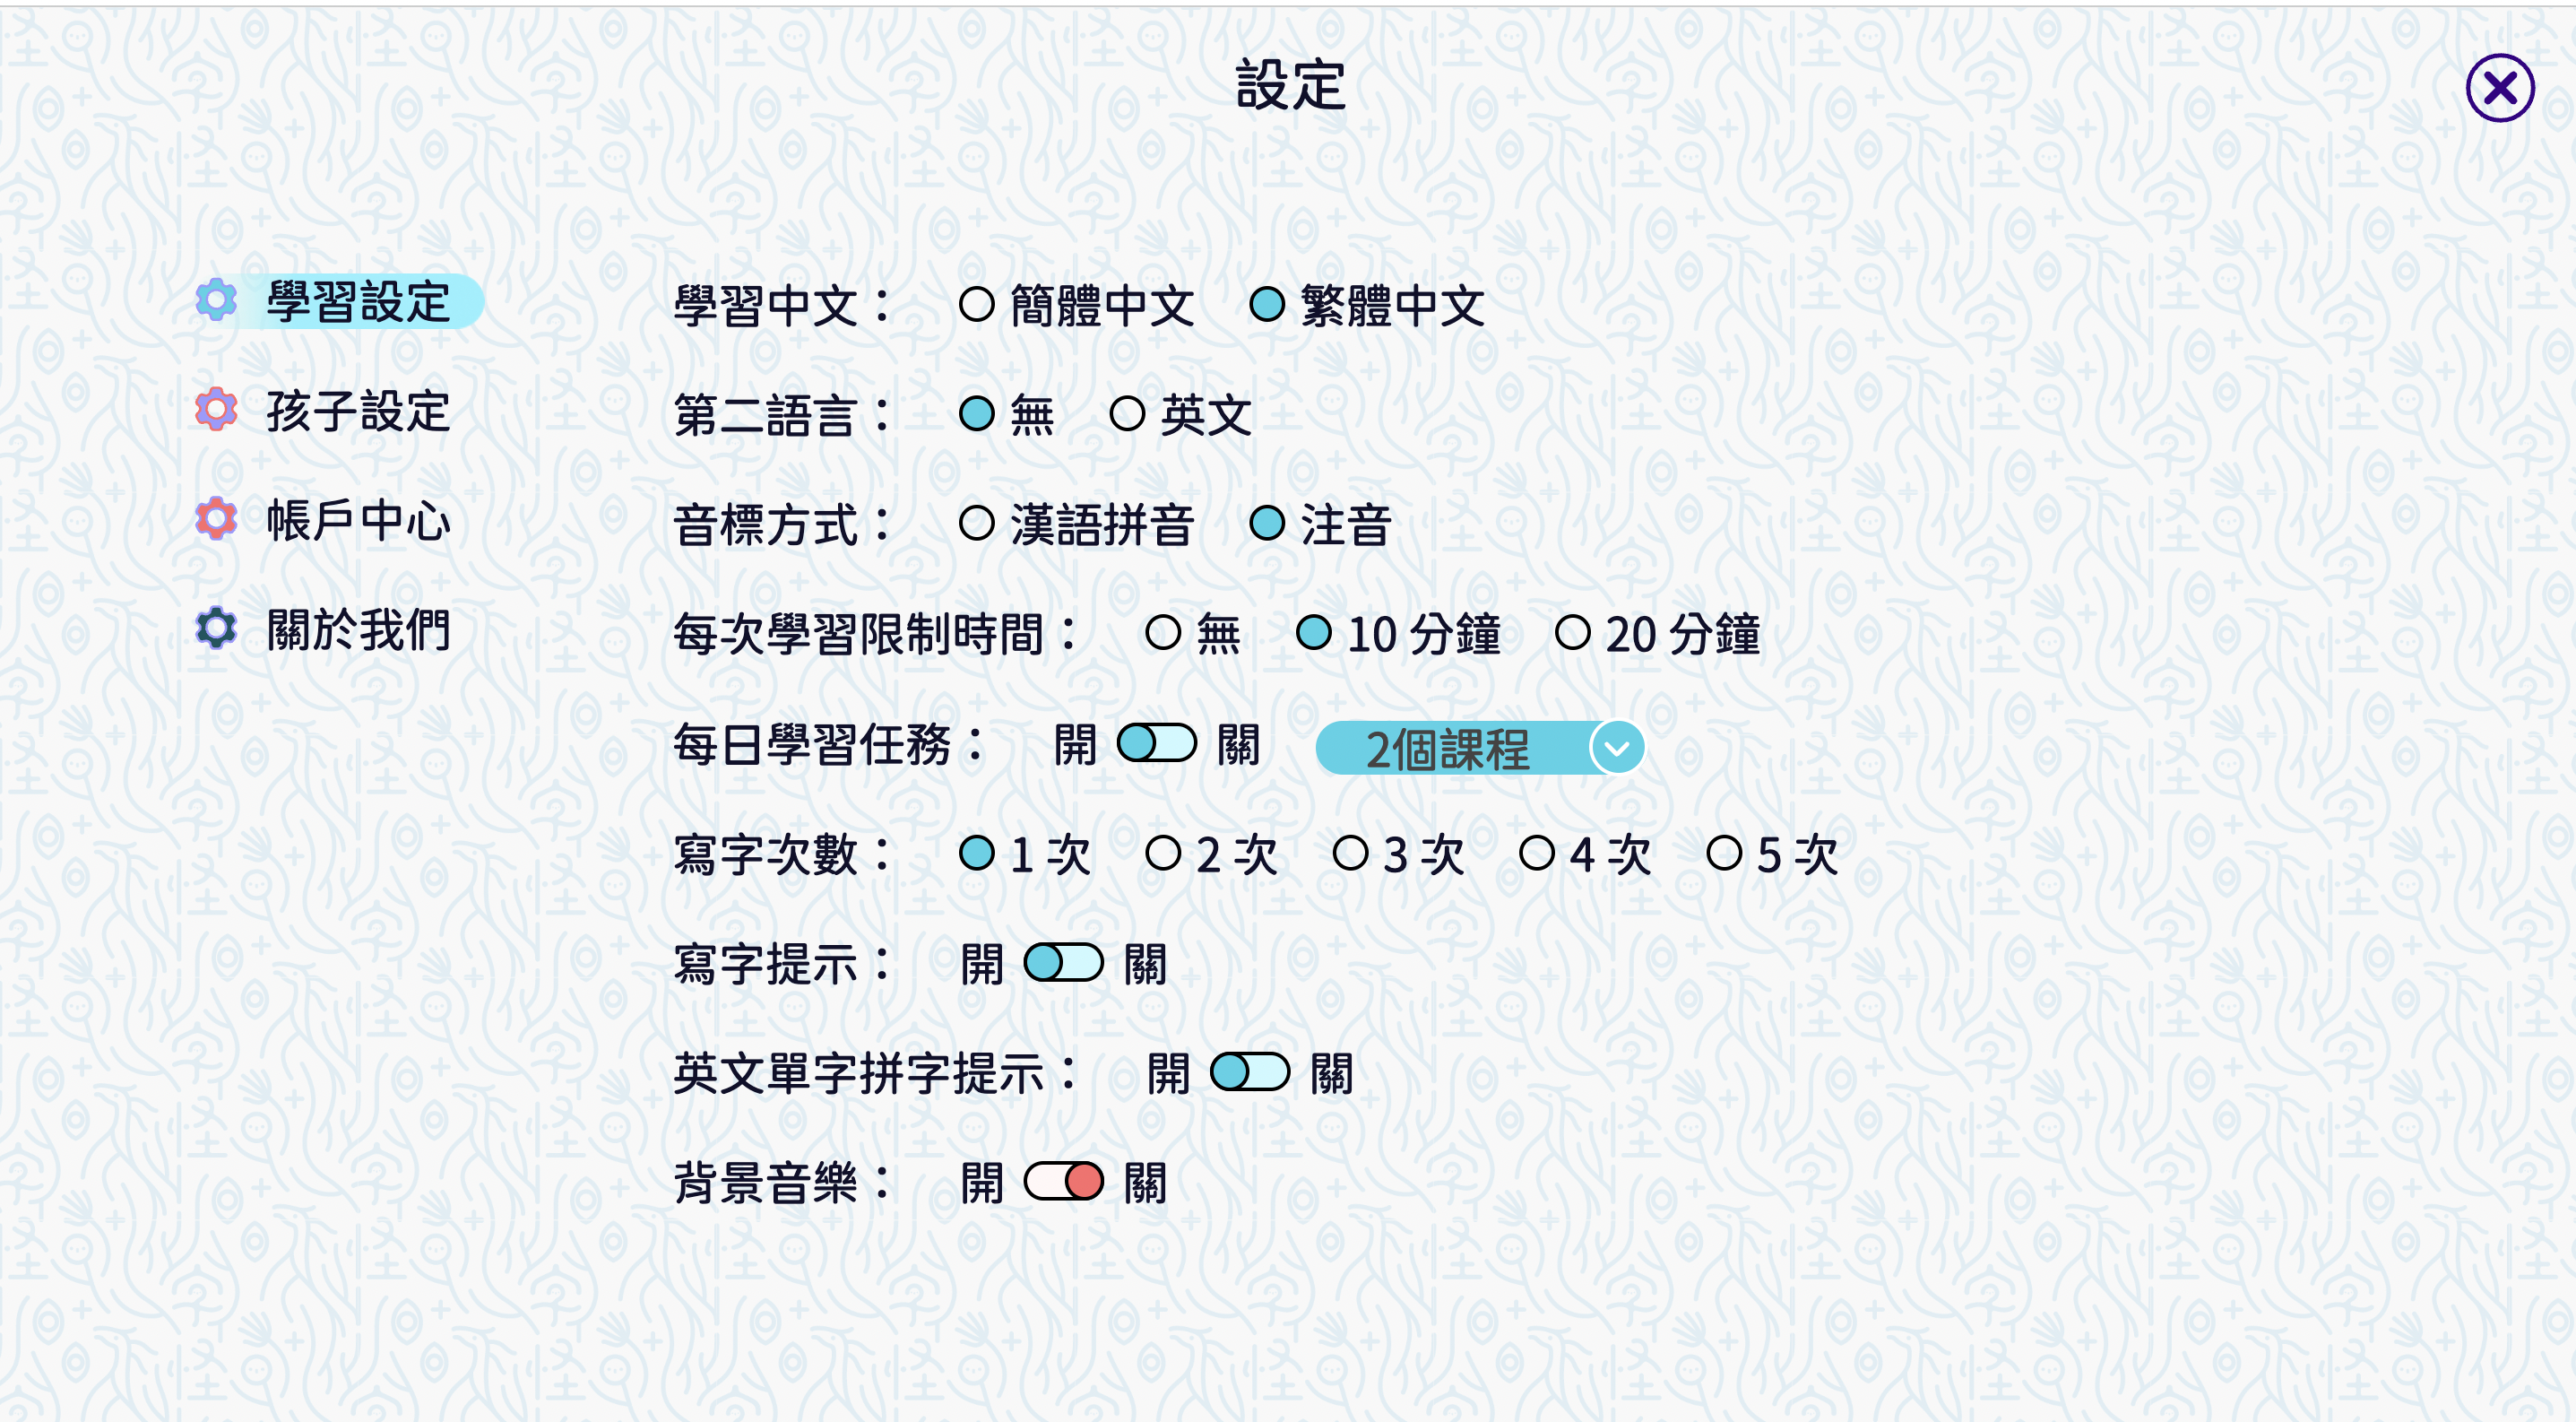 設定
學習設定
孩子設定
帳戶中心
關於我們
學習中文： 簡體中文 繁體中文
第二語言： 無 英文
音標方式： 漢語拼音 注音
每次學習限制時間： 無 10 分鐘 20 分鐘
每日學習任務： 開 關 2個課程
寫字次數： 1 次 2 次 3 次 4 次 5 次
寫字提示： 開 關
英文單字拼字提示： 開 關
背景音樂： 開 關